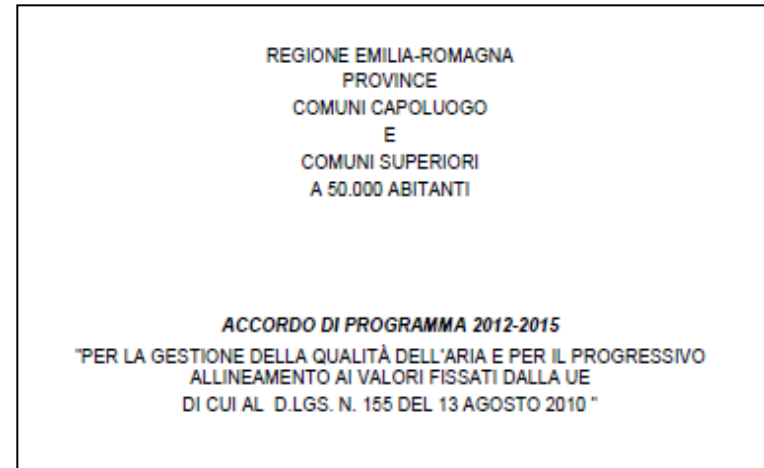 REGIONE EMILIA-ROMAGNA
PROVINCE
COMUNI CAPOLUOGO
E
COMUNI SUPERIORI
A 50.000 ABITANTI
ACCORDO DI PROGRAMMA 2012-2015
"PER LA GESTIONE DELLA QUALITÀ DELL'ARIA E PER IL PROGRESSIVO
ALLINEAMENTO AI VALORI FISSATI DALLA UE
DI CUI AL D.LGS. N. 155 DEL 13 AGOSTO 2010 "